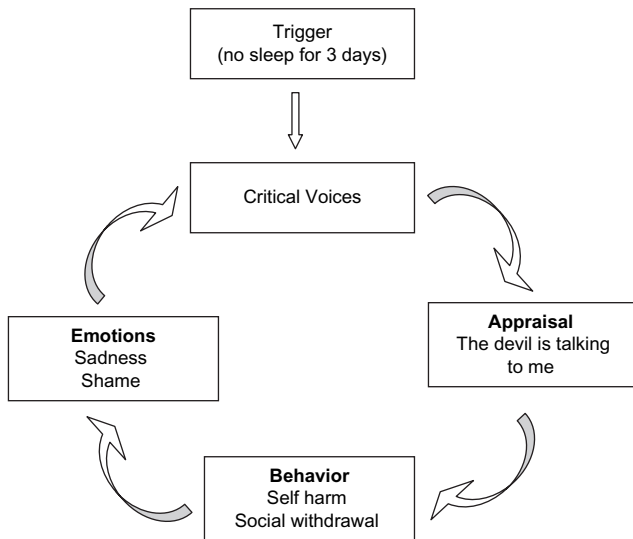 Trigger
(no sleep for 3 days)
Critical Voices
Appraisal
The devil is talking
to me
Behavior
Self harm
Social withdrawal
Emotions
Sadness
Shame